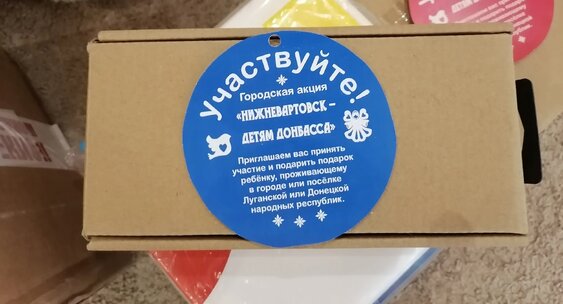 Участвуйте!
Городская акция
«НИЖНЕВАРТОВСК –
ДЕТЯМ ДОНБАССА»
Приглашаем вас принять
участие и подарить подарок
ребёнку, проживающему
в городе или посёлке
Луганской или Донецкой
народных республик.